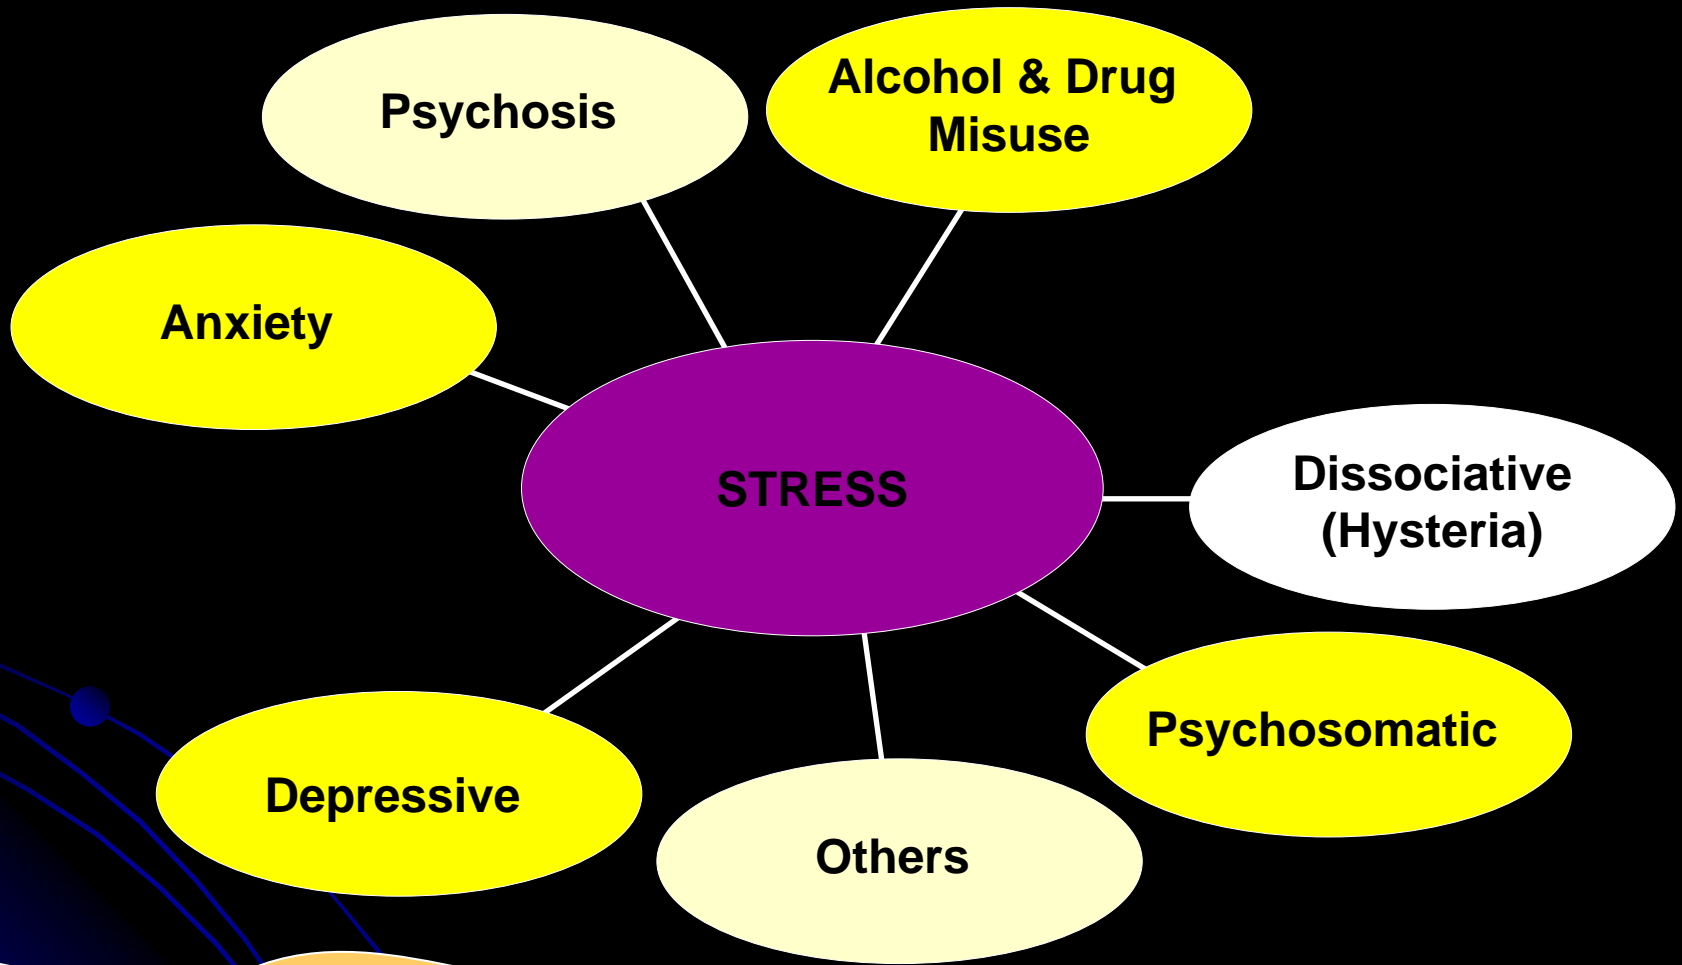 Psychosis
Alcohol & Drug
Misuse
Anxiety
STRESS
Dissociative
(Hysteria)
Psychosomatic
Depressive
Others